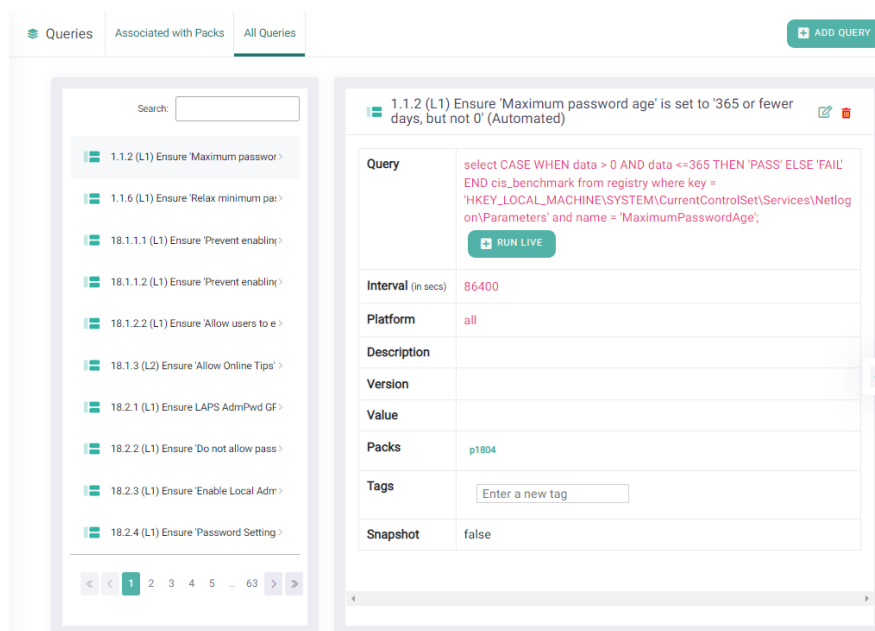 Queries
Associated with Packs
All Queries
ADD QUERY
Search:
1.1.2 (L1) Ensure 'Maximum passwor
1.1.6 (L1) Ensure 'Relax minimum pas
18.1.1.1 (L1) Ensure 'Prevent enabling
18.1.1.2 (L1) Ensure 'Prevent enabling
18.1.2.2 (L1) Ensure 'Allow users to e
18.1.3 (L2) Ensure 'Allow Online Tips'
18.2.1 (L1) Ensure LAPS AdmPwd GF
18.2.2 (L1) Ensure 'Do not allow pass
18.2.3 (L1) Ensure 'Enable Local Adm
18.2.4 (L1) Ensure 'Password Setting
« < 1 2 3 4 5 ... 63 > »
1.1.2 (L1) Ensure 'Maximum password age' is set to '365 or fewer
days, but not 0' (Automated)
Query
select CASE WHEN data > 0 AND data <=365 THEN 'PASS' ELSE 'FAIL'
END cis_benchmark from registry where key =
'HKEY_LOCAL_MACHINE\SYSTEM\CurrentControlSet\Services\Netlog
on\Parameters' and name = 'MaximumPasswordAge';
RUN LIVE
Interval (in secs) 86400
Platform all
Description
Version
Value
Packs p1804
Tags Enter a new tag
Snapshot false